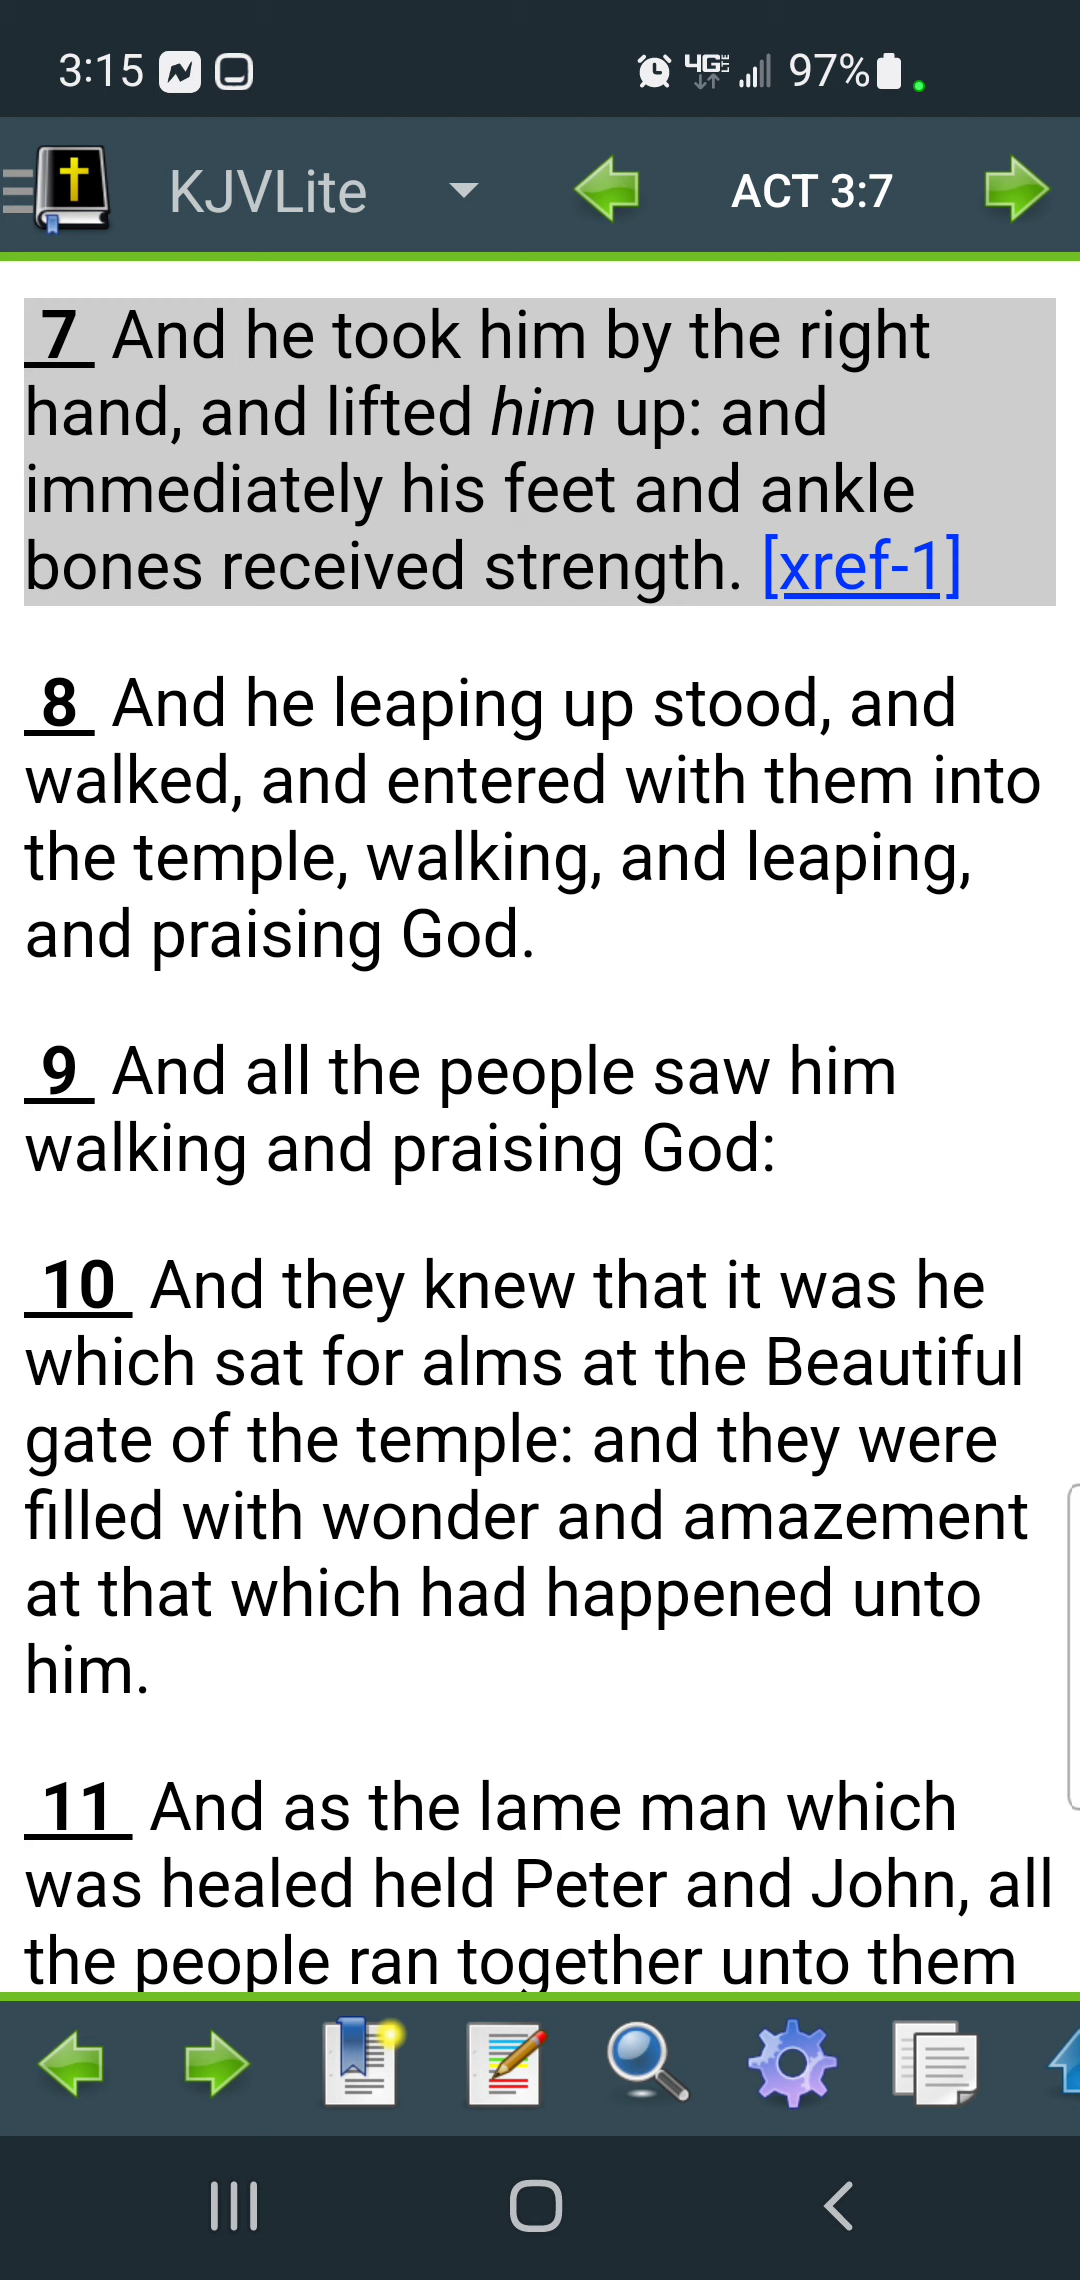 3:15 4G LTE 97%
KJVLite ACT 3:7
7 And he took him by the right
hand, and lifted him up: and
immediately his feet and ankle
bones received strength. [xref-1]
8 And he leaping up stood, and
walked, and entered with them into
the temple, walking, and leaping,
and praising God.
9 And all the people saw him
walking and praising God:
10 And they knew that it was he
which sat for alms at the Beautiful
gate of the temple: and they were
filled with wonder and amazement
at that which had happened unto
him.
11 And as the lame man which
was healed held Peter and John, all
the people ran together unto them